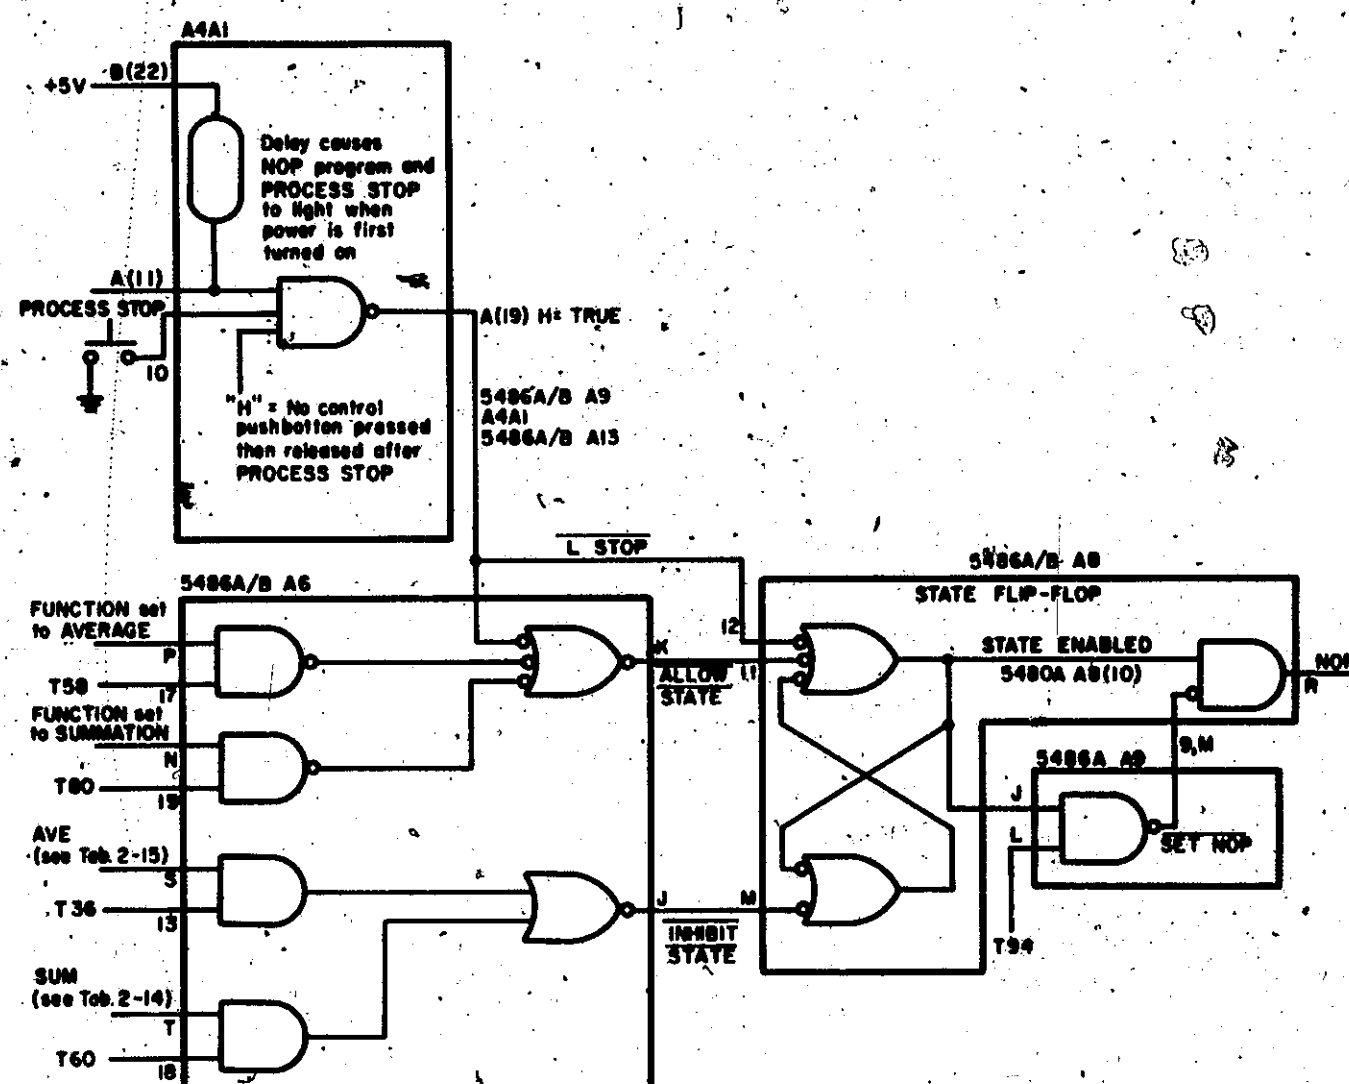 A4A1
B(22)
+5V
Delay causes
NOP program and
PROCESS STOP
to light when
power is first
turned on
A(11)
PROCESS STOP
10
A(19) H= TRUE
"H" = No control
pushbotton pressed
then released after
PROCESS STOP
5486A/B A9
A4A1
5486A/B A13
L STOP
5486A/B A6
5486A/B A8
STATE FLIP-FLOP
FUNCTION set
to AVERAGE
P
T58
17
K
ALLOW
STATE
12
11
STATE ENABLED
5480A A8(10)
NOP
R
FUNCTION set
to SUMMATION
N
T80
15
9,M
5486A A9
J
L
SET NOP
T94
AVE
(see Tab. 2-15)
S
T36
13
J
M
INHIBIT
STATE
SUM
(see Tab. 2-14)
T
T60
18